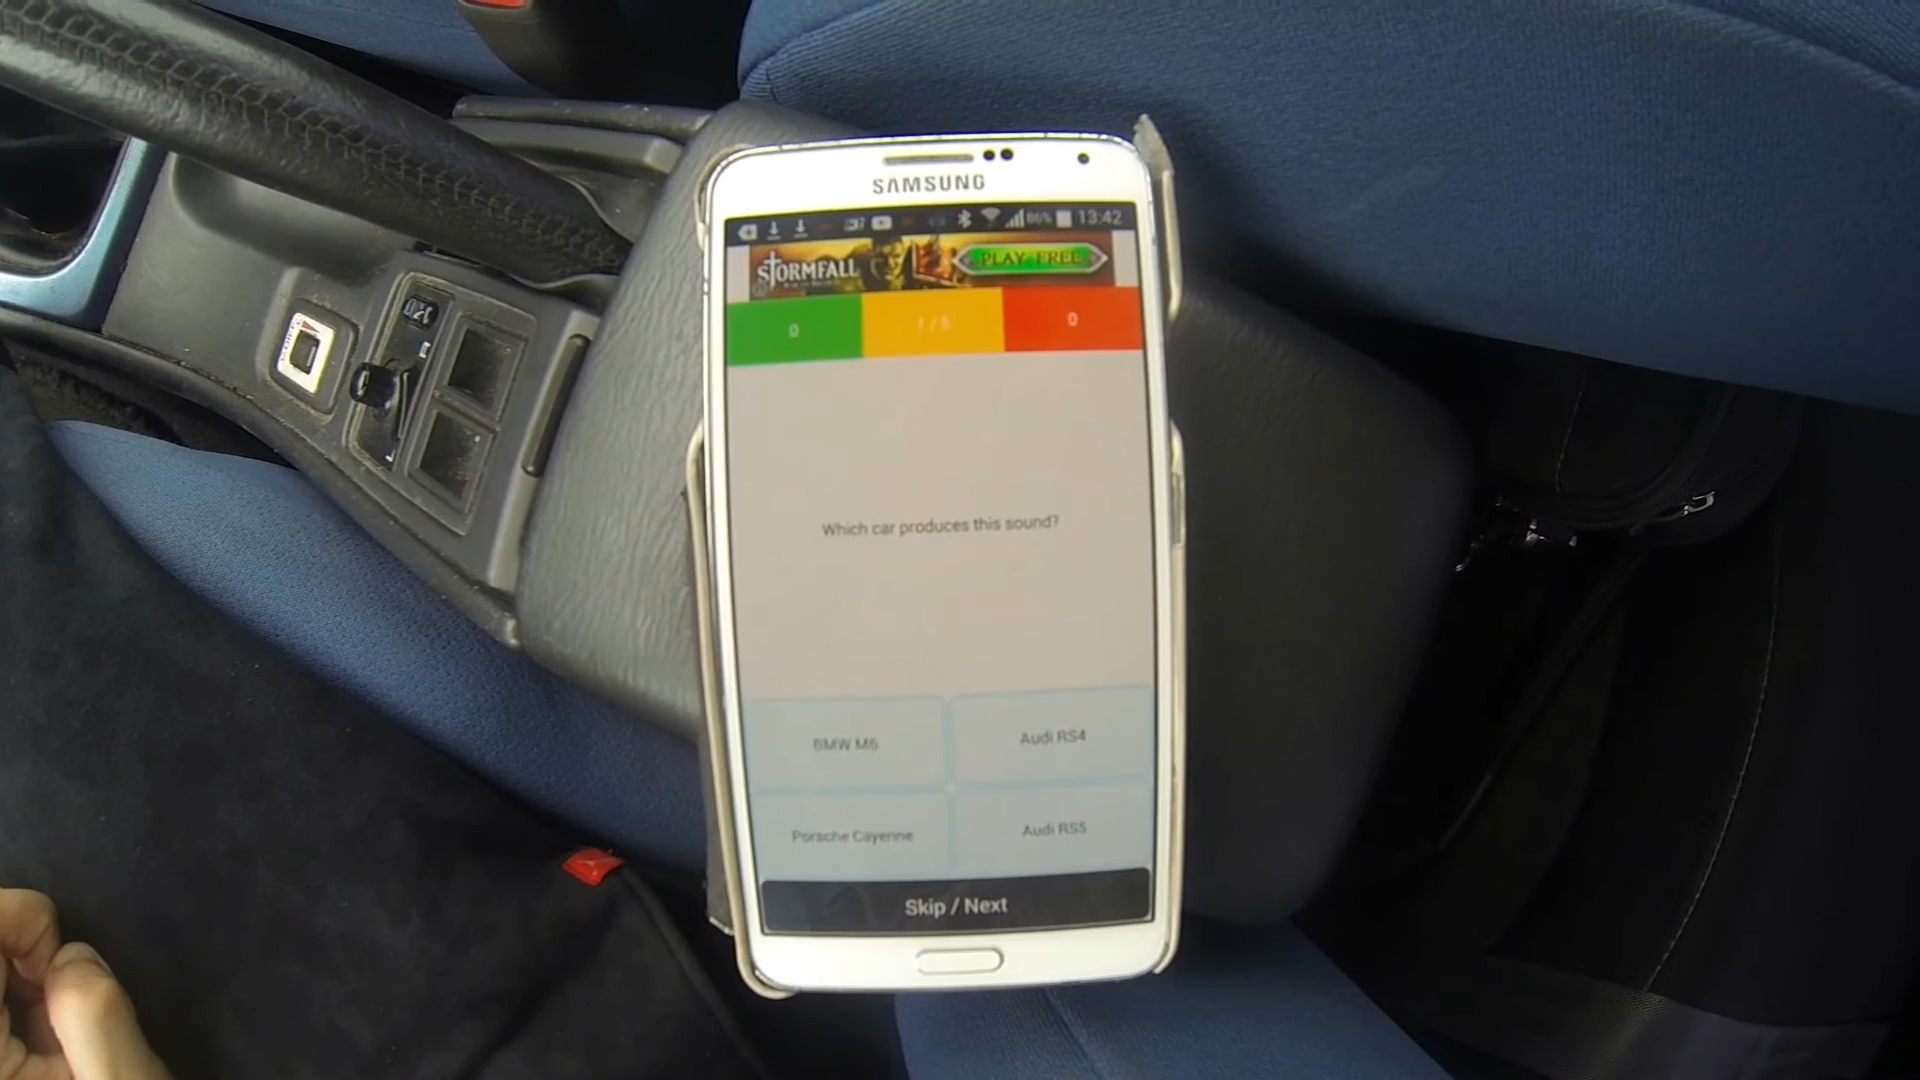 SAMSUNG
86% 13:42
STORMFALL
PLAY FREE
0
1 / 5
0
Which car produces this sound?
BMW M6
Audi RS4
Porsche Cayenne
Audi RS5
Skip / Next